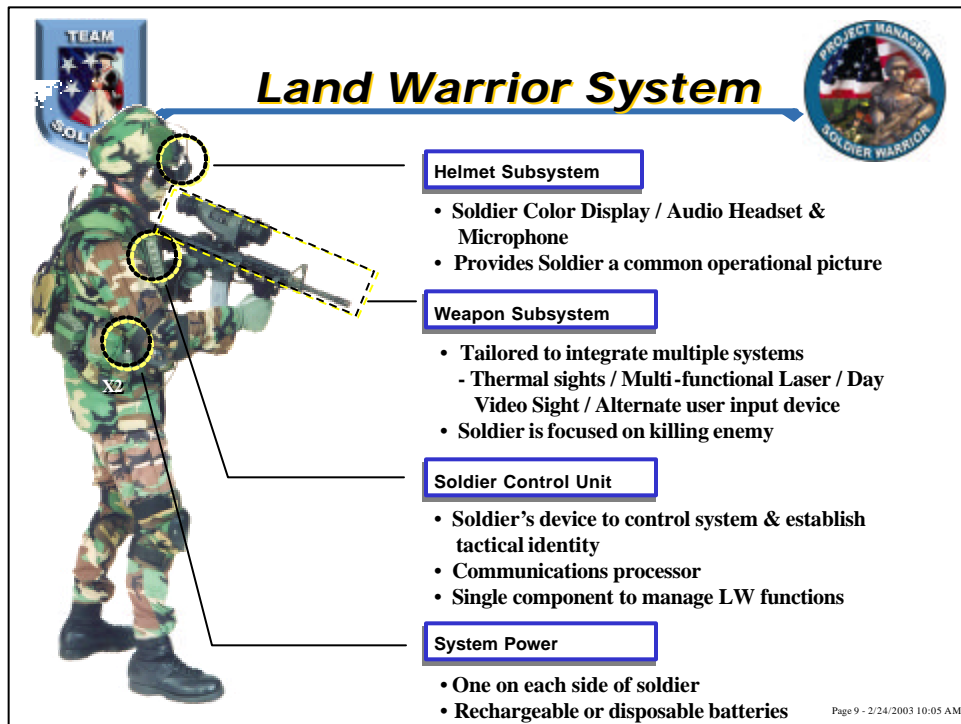 TEAM
SOLDIER
Land Warrior System
PROJECT MANAGER
SOLDIER WARRIOR
Helmet Subsystem
• Soldier Color Display / Audio Headset &
Microphone
• Provides Soldier a common operational picture
Weapon Subsystem
• Tailored to integrate multiple systems
- Thermal sights / Multi-functional Laser / Day
Video Sight / Alternate user input device
• Soldier is focused on killing enemy
X2
Soldier Control Unit
• Soldier's device to control system & establish
tactical identity
• Communications processor
• Single component to manage LW functions
System Power
• One on each side of soldier
• Rechargeable or disposable batteries
Page 9 - 2/24/2003 10:05 AM